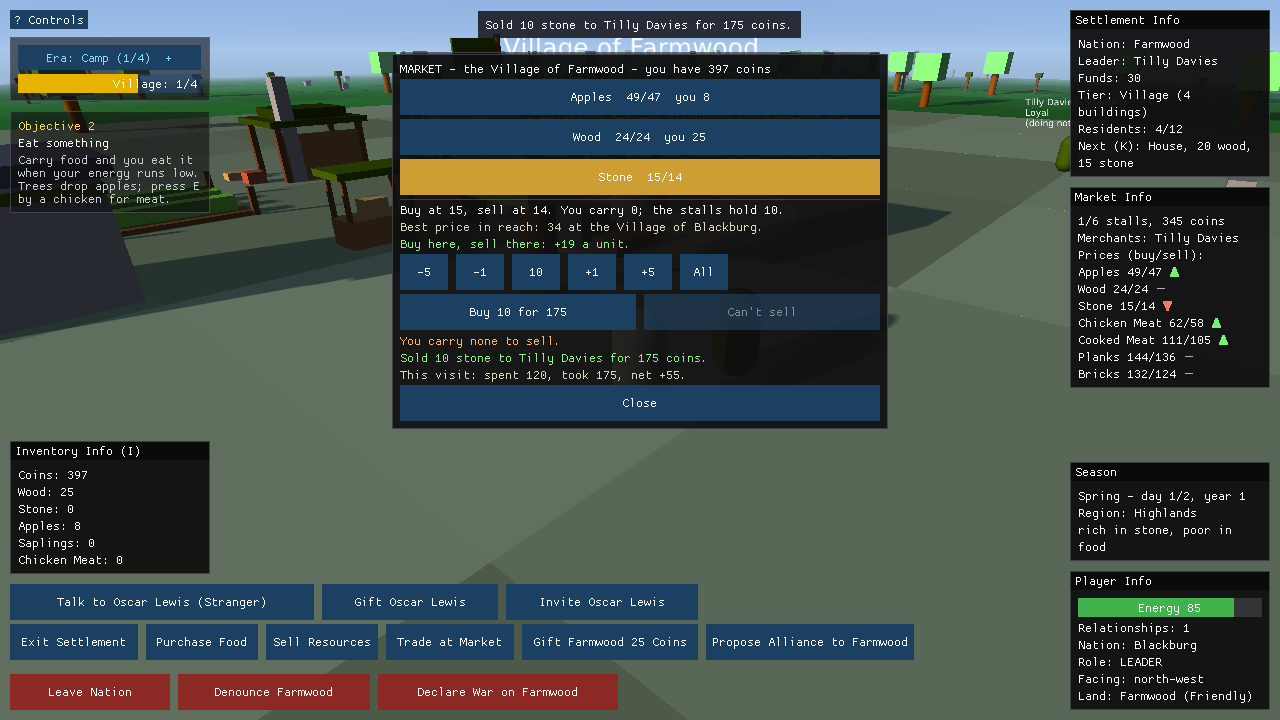 ? Controls
Sold 10 stone to Tilly Davies for 175 coins.
Village of Farmwood
Era: Camp (1/4) +
Village: 1/4
Objective 2
Eat something
Carry food and you eat it
when your energy runs low.
Trees drop apples; press E
by a chicken for meat.
MARKET - the Village of Farmwood - you have 397 coins
Apples 49/47 you 8
Wood 24/24 you 25
Stone 15/14
Buy at 15, sell at 14. You carry 0; the stalls hold 10.
Best price in reach: 34 at the Village of Blackburg.
Buy here, sell there: +19 a unit.
-5
-1
10
+1
+5
All
Buy 10 for 175
Can't sell
You carry none to sell.
Sold 10 stone to Tilly Davies for 175 coins.
This visit: spent 120, took 175, net +55.
Close
Tilly Davie
Loyal
(doing not
Settlement Info
Nation: Farmwood
Leader: Tilly Davies
Funds: 30
Tier: Village (4
buildings)
Residents: 4/12
Next (K): House, 20 wood,
15 stone
Market Info
1/6 stalls, 345 coins
Merchants: Tilly Davies
Prices (buy/sell):
Apples 49/47
Wood 24/24 —
Stone 15/14
Chicken Meat 62/58
Cooked Meat 111/105
Planks 144/136 —
Bricks 132/124 —
Inventory Info (I)
Coins: 397
Wood: 25
Stone: 0
Apples: 8
Saplings: 0
Chicken Meat: 0
Season
Spring - day 1/2, year 1
Region: Highlands
rich in stone, poor in
food
Player Info
Energy 85
Relationships: 1
Nation: Blackburg
Role: LEADER
Facing: north-west
Land: Farmwood (Friendly)
Talk to Oscar Lewis (Stranger)
Gift Oscar Lewis
Invite Oscar Lewis
Exit Settlement
Purchase Food
Sell Resources
Trade at Market
Gift Farmwood 25 Coins
Propose Alliance to Farmwood
Leave Nation
Denounce Farmwood
Declare War on Farmwood